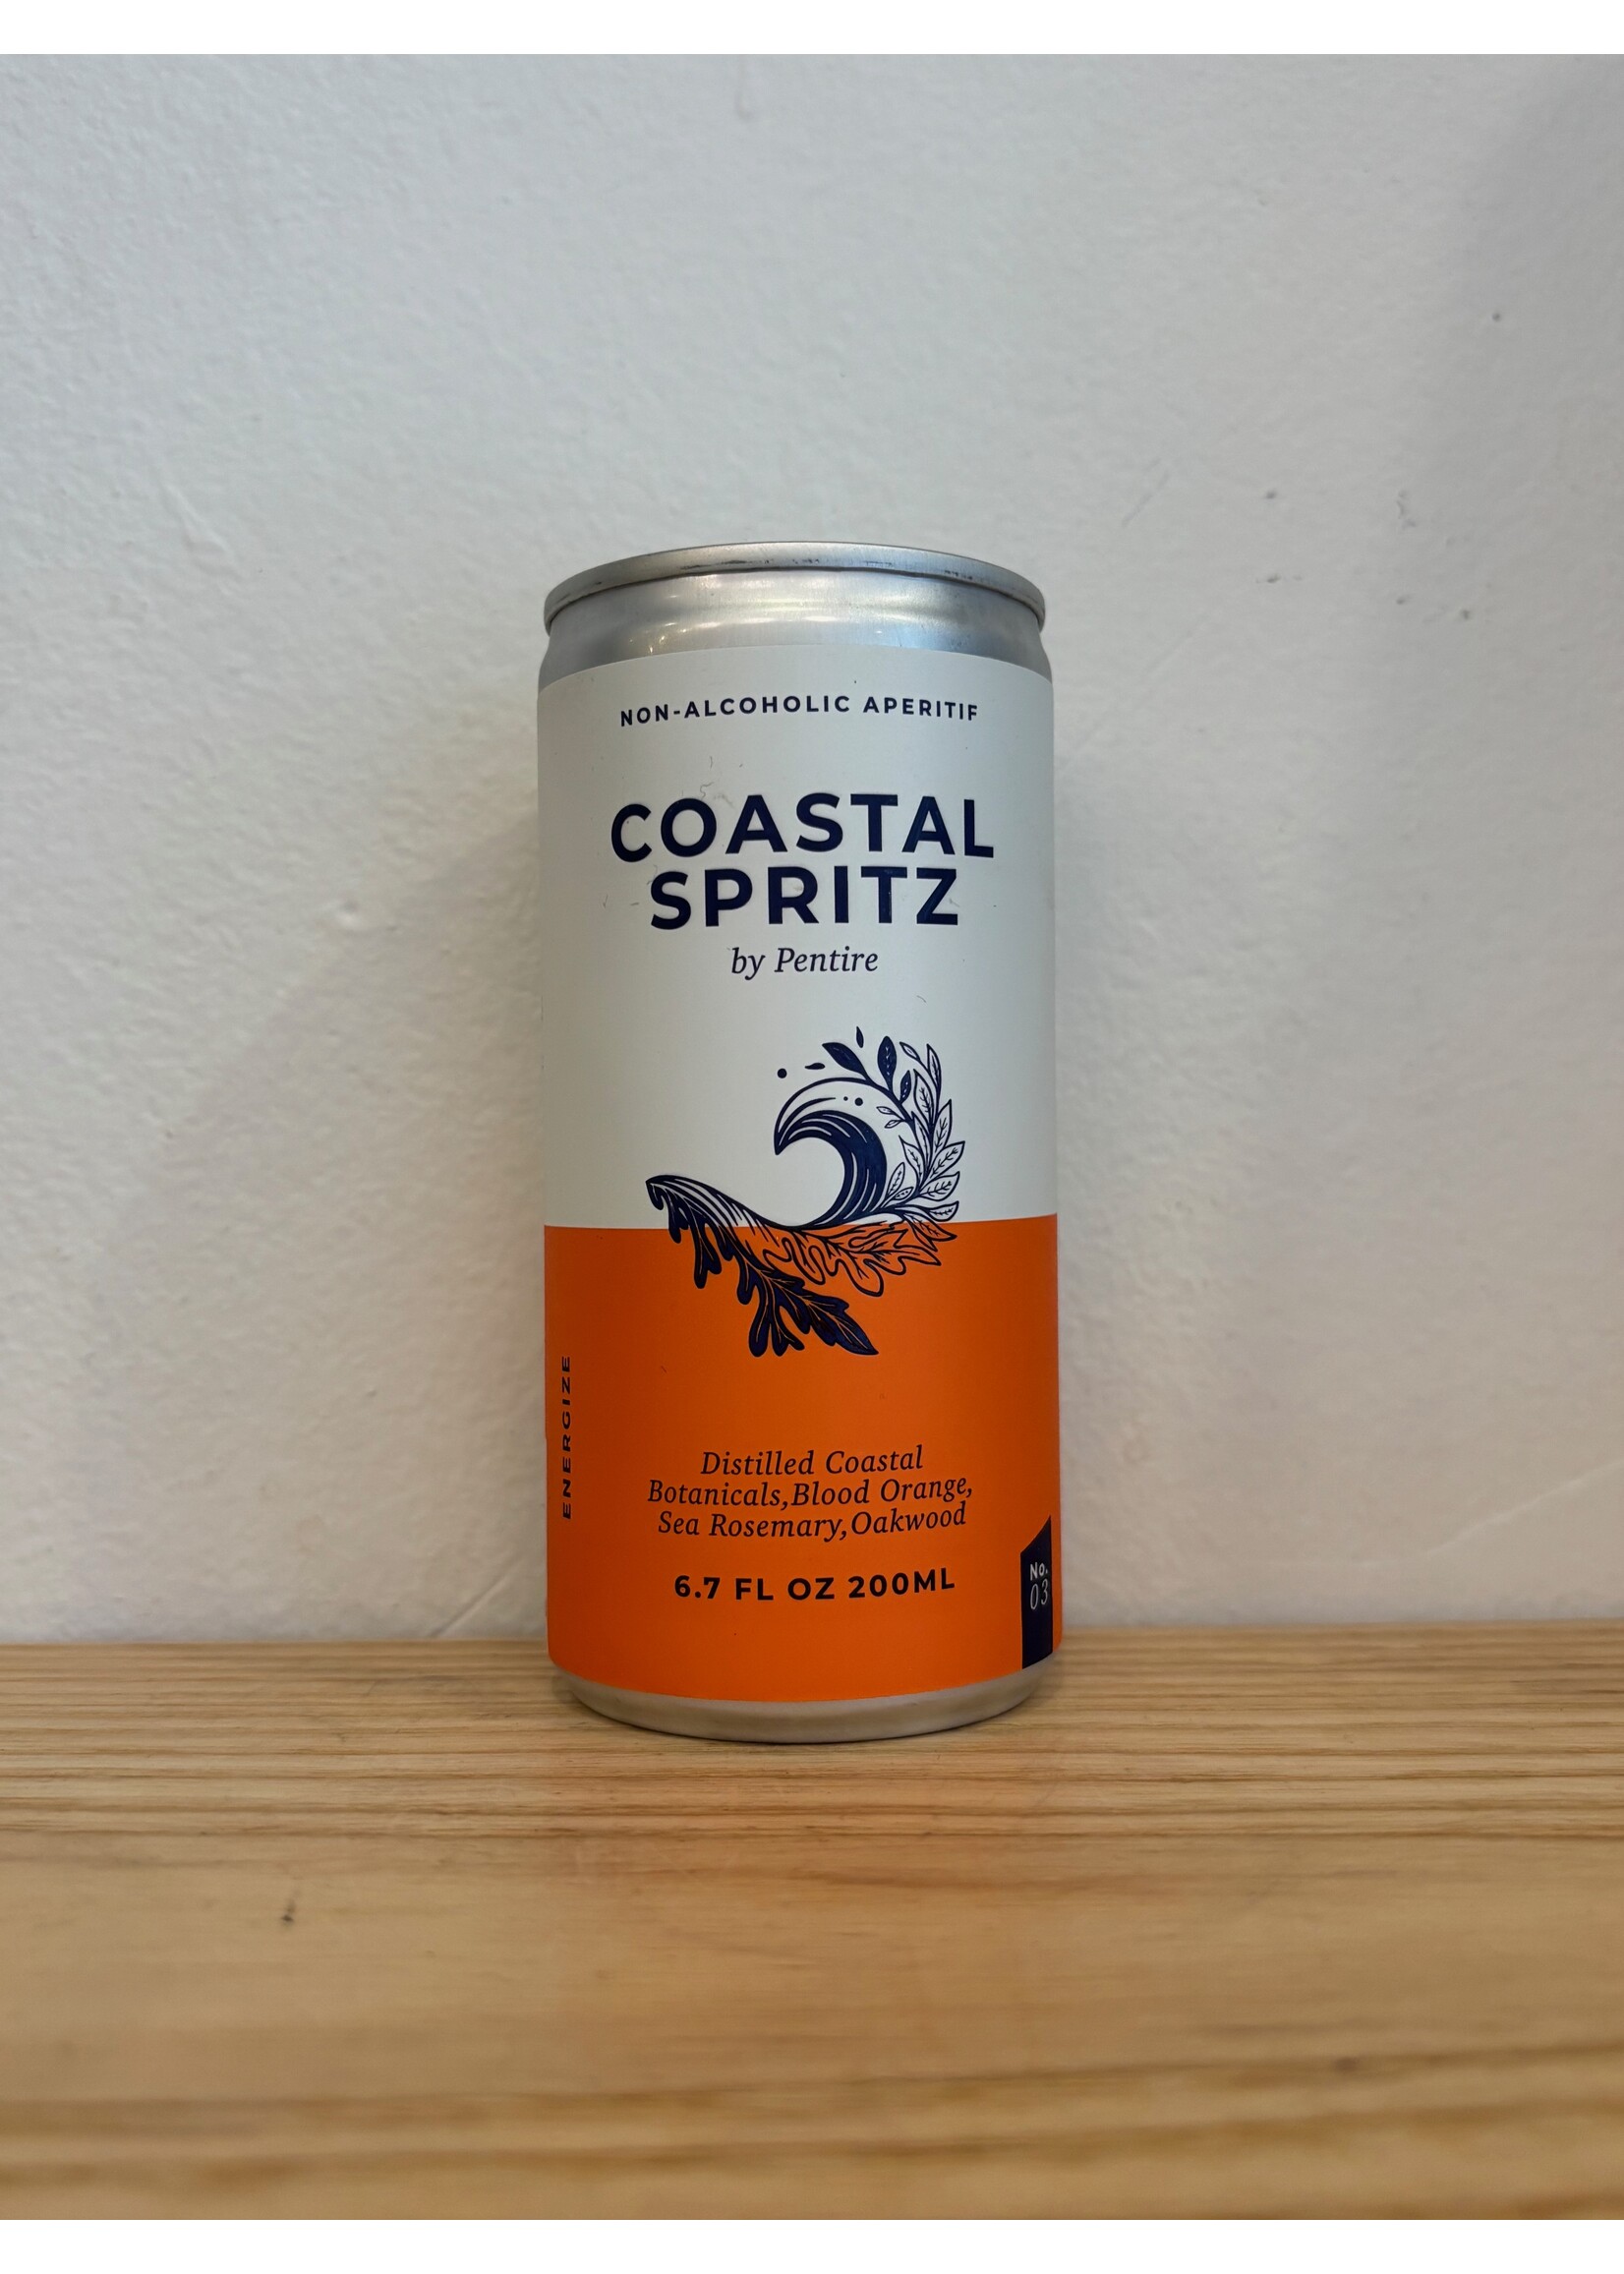 NON-ALCOHOLIC APERITIF
COASTAL
SPRITZ
by Pentire
ENERGIZE
Distilled Coastal
Botanicals,Blood Orange,
Sea Rosemary,Oakwood
6.7 FL OZ 200ML
No.
03